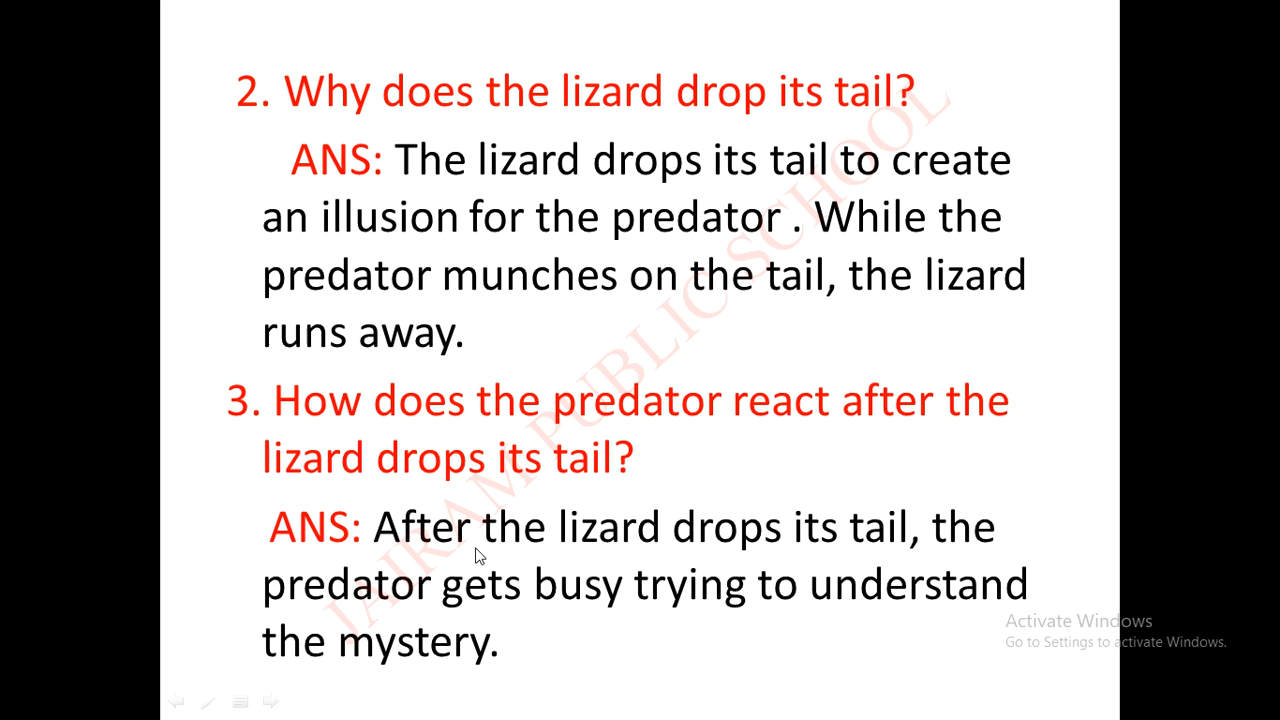 2. Why does the lizard drop its tail?
ANS: The lizard drops its tail to create
an illusion for the predator . While the
predator munches on the tail, the lizard
runs away.
3. How does the predator react after the
lizard drops its tail?
ANS: After the lizard drops its tail, the
predator gets busy trying to understand
the mystery.
JAIRAM PUBLIC SCHOOL
Activate Windows
Go to Settings to activate Windows.